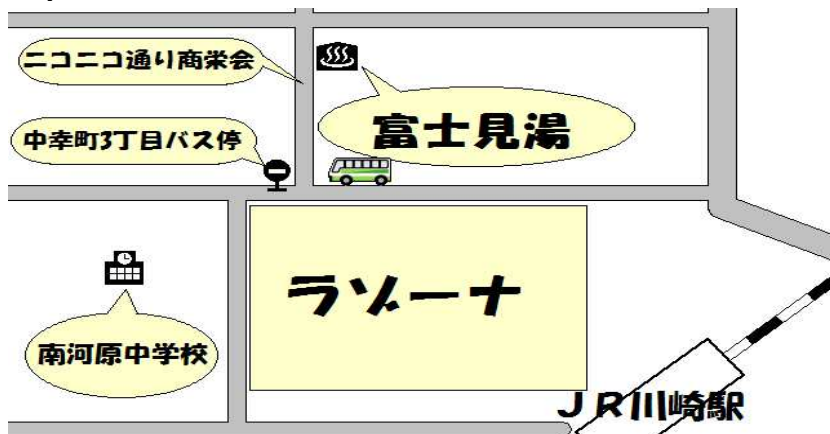 ニコニコ通り商栄会
富士見湯
中幸町3丁目バス停
ラゾーナ
南河原中学校
JR川崎駅